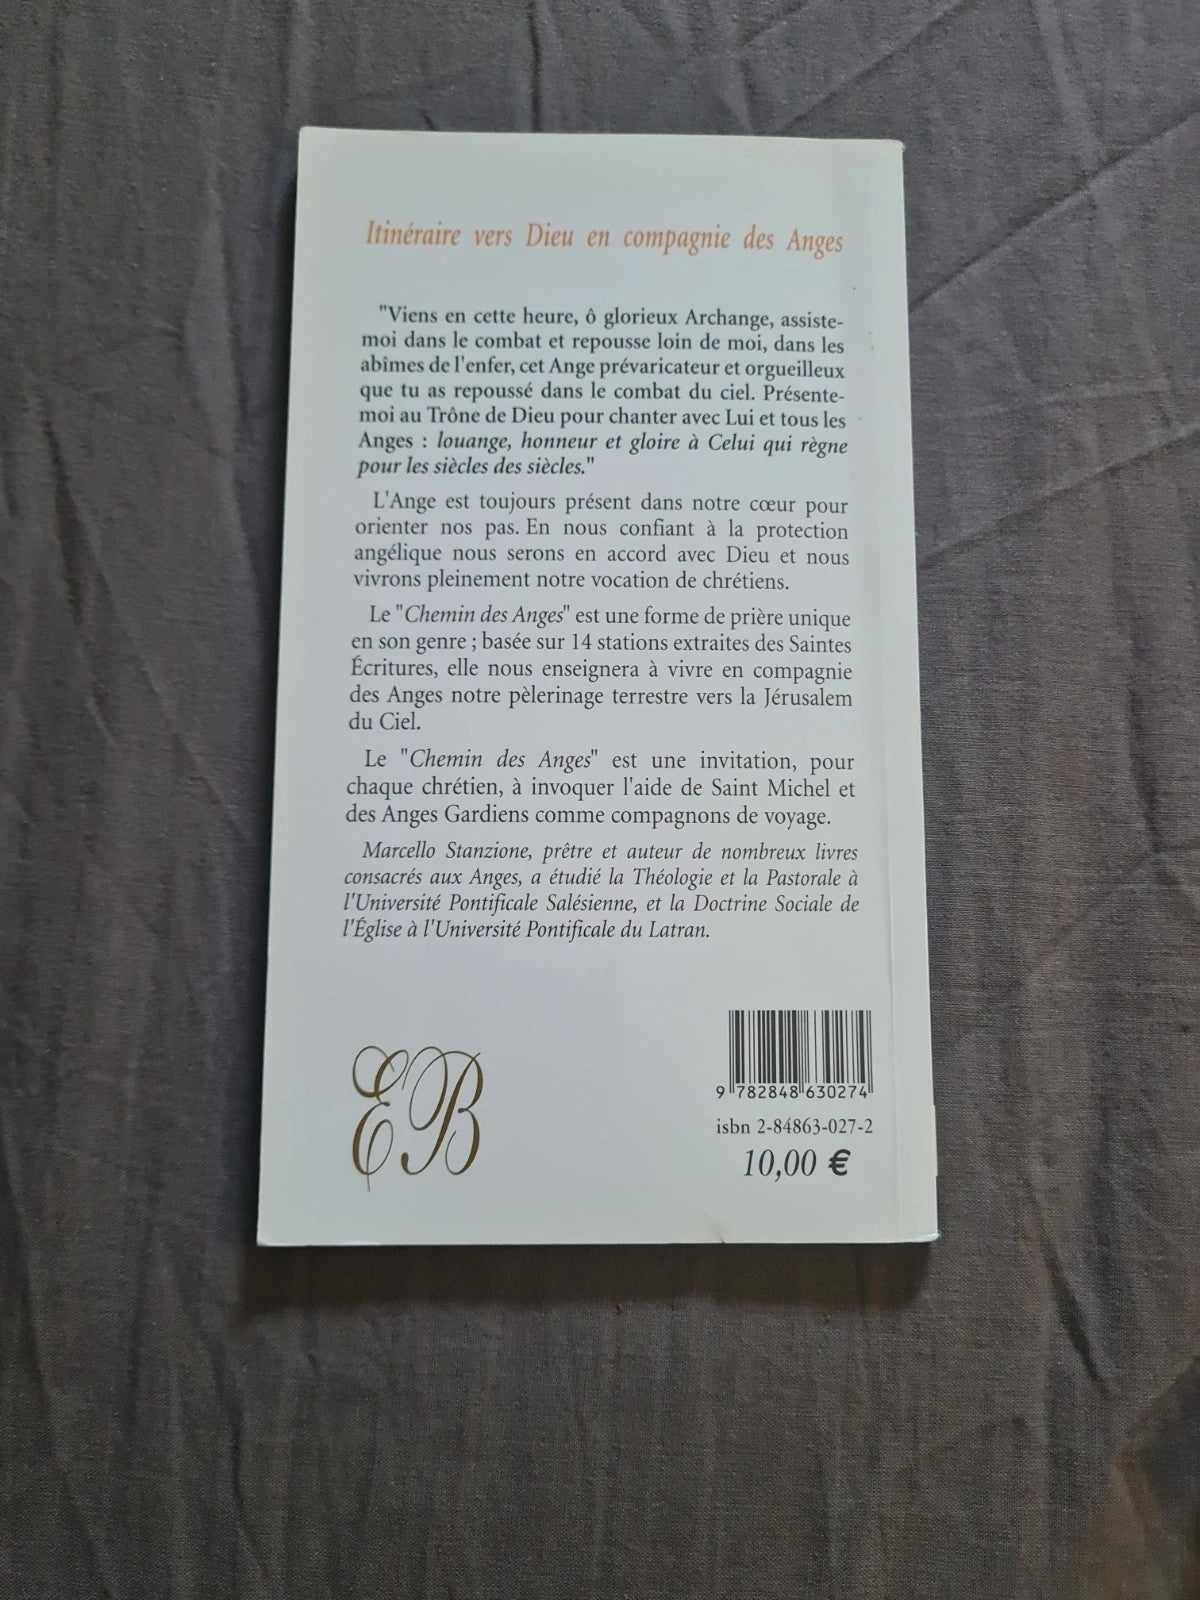 Itinéraire vers Dieu en compagnie des Anges
"Viens en cette heure, ô glorieux Archange, assiste-
moi dans le combat et repousse loin de moi, dans les
abîmes de l'enfer, cet Ange prévaricateur et orgueilleux
que tu as repoussé dans le combat du ciel. Présente-
moi au Trône de Dieu pour chanter avec Lui et tous les
Anges : louange, honneur et gloire à Celui qui règne
pour les siècles des siècles."
L'Ange est toujours présent dans notre cœur pour
orienter nos pas. En nous confiant à la protection
angélique nous serons en accord avec Dieu et nous
vivrons pleinement notre vocation de chrétiens.
Le "Chemin des Anges" est une forme de prière unique
en son genre ; basée sur 14 stations extraites des Saintes
Écritures, elle nous enseignera à vivre en compagnie
des Anges notre pèlerinage terrestre vers la Jérusalem
du Ciel.
Le "Chemin des Anges" est une invitation, pour
chaque chrétien, à invoquer l'aide de Saint Michel et
des Anges Gardiens comme compagnons de voyage.
Marcello Stanzione, prêtre et auteur de nombreux livres
consacrés aux Anges, a étudié la Théologie et la Pastorale à
l'Université Pontificale Salésienne, et la Doctrine Sociale de
l'Église à l'Université Pontificale du Latran.
EB
9 782848 630274
isbn 2-84863-027-2
10,00 €